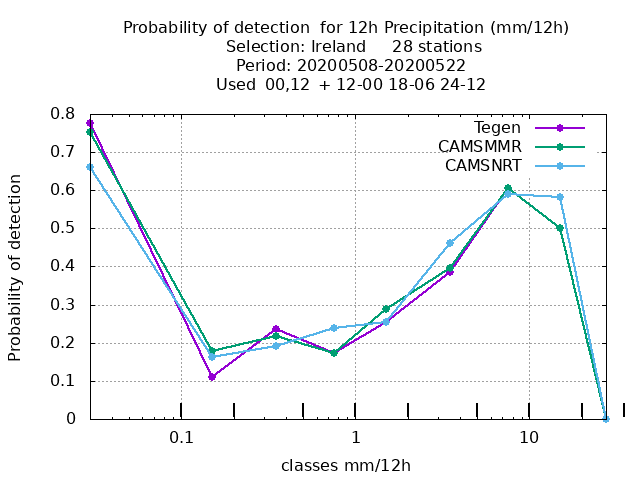 Probability of detection  for 12h Precipitation (mm/12h)
Selection: Ireland     28 stations
Period: 20200508-20200522
Used  00,12  + 12-00 18-06 24-12
Tegen
CAMSMMR
CAMSNRT
0.8
0.7
0.6
0.5
0.4
0.3
0.2
0.1
0
Probability of detection
0.1 1 10
classes mm/12h